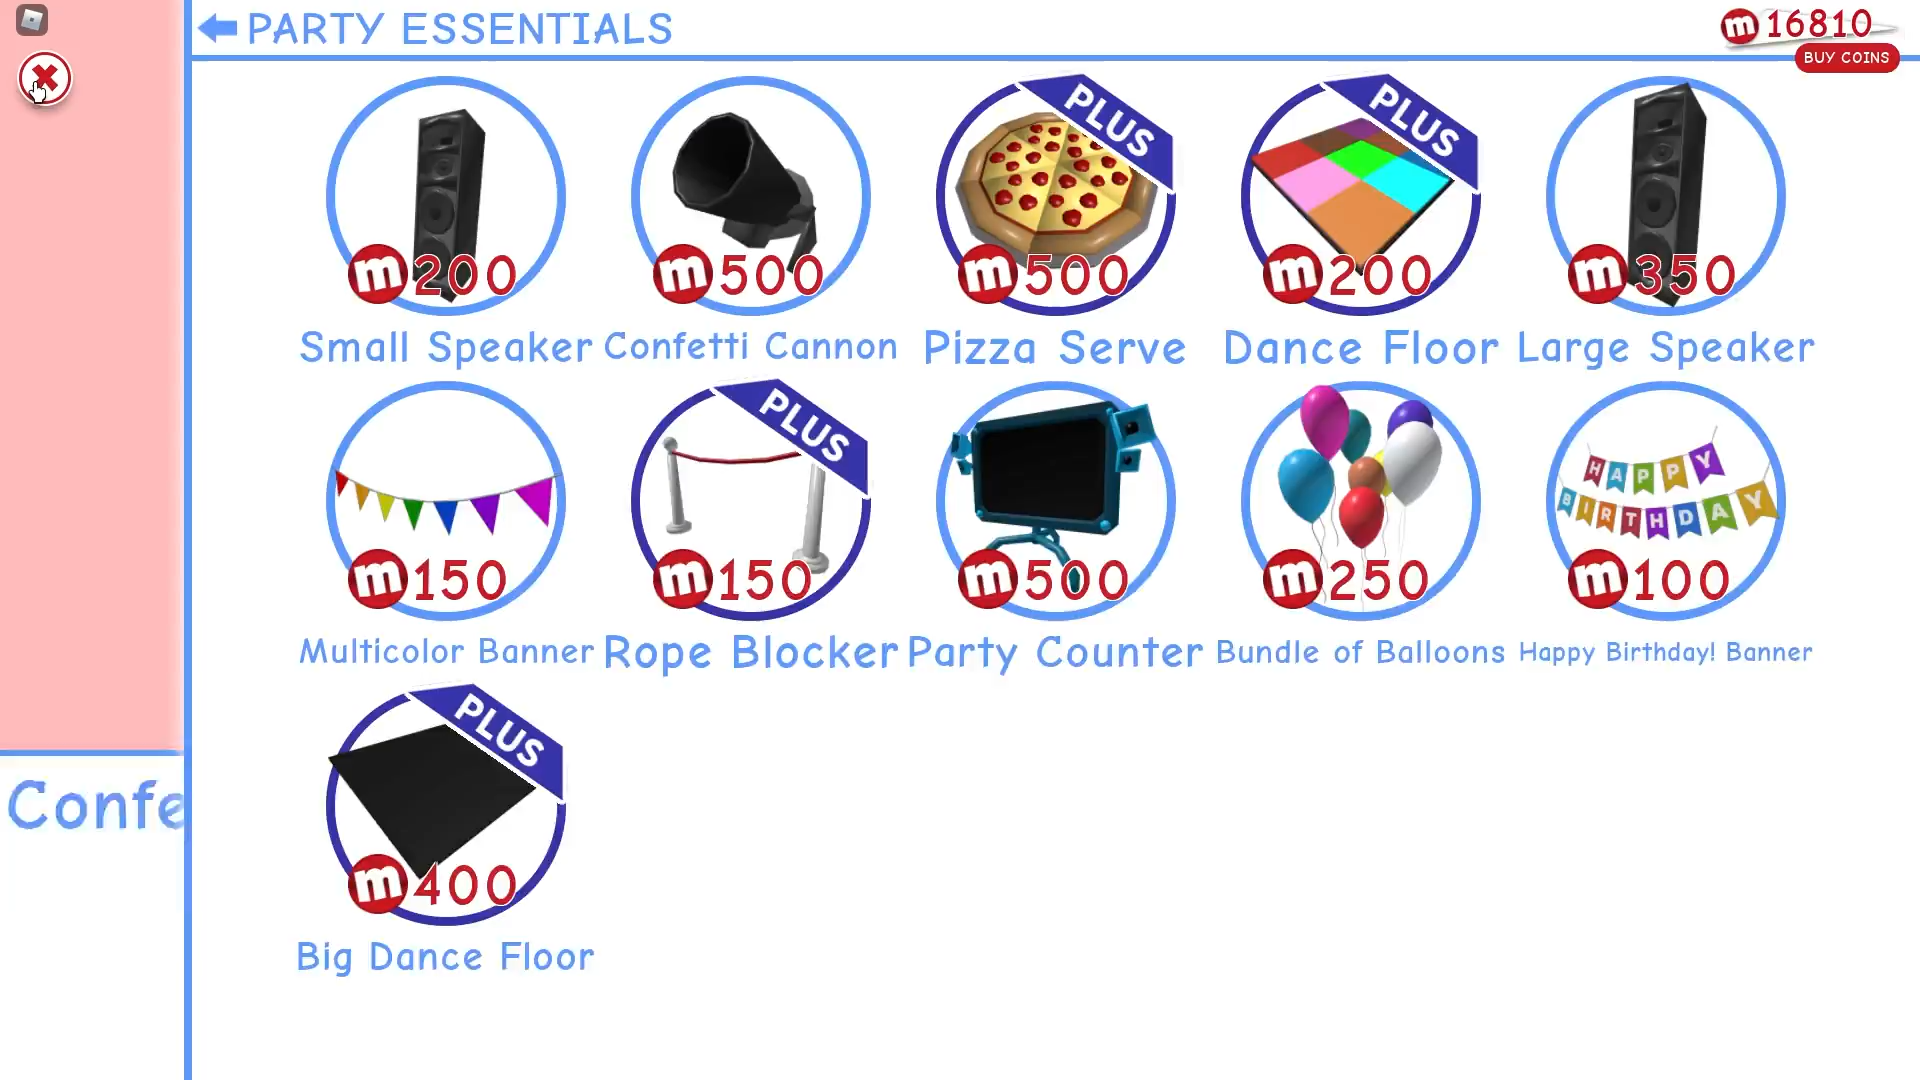 PARTY ESSENTIALS
m 16810
BUY COINS
PLUS
PLUS
m 200
m 500
m 500
m 200
m 350
Small Speaker
Confetti Cannon
Pizza Serve
Dance Floor
Large Speaker
PLUS
HAPPY
BIRTHDAY
m 150
m 150
m 500
m 250
m 100
Multicolor Banner
Rope Blocker
Party Counter
Bundle of Balloons
Happy Birthday! Banner
PLUS
Confe
m 400
Big Dance Floor